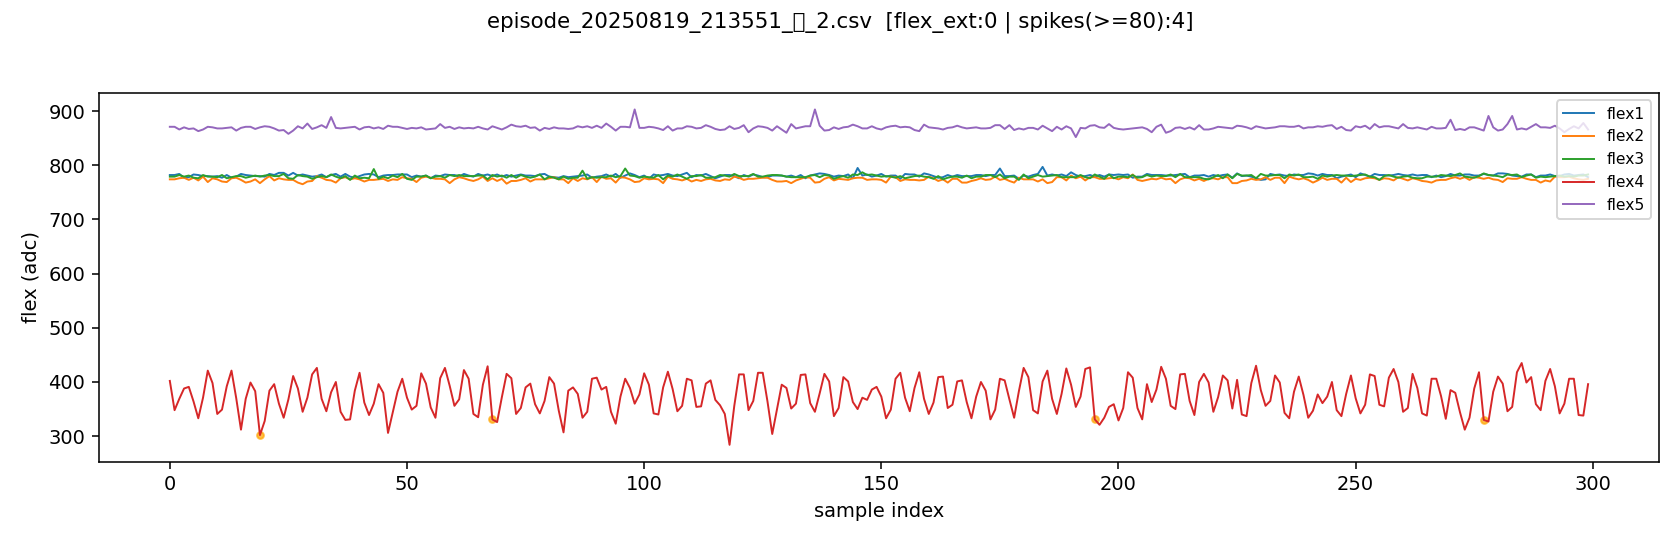 episode_20250819_213551_▯_2.csv  [flex_ext:0 | spikes(>=80):4]
900
800
700
600
500
400
300
flex (adc)
flex1
flex2
flex3
flex4
flex5
0
50
100
150
200
250
300
sample index